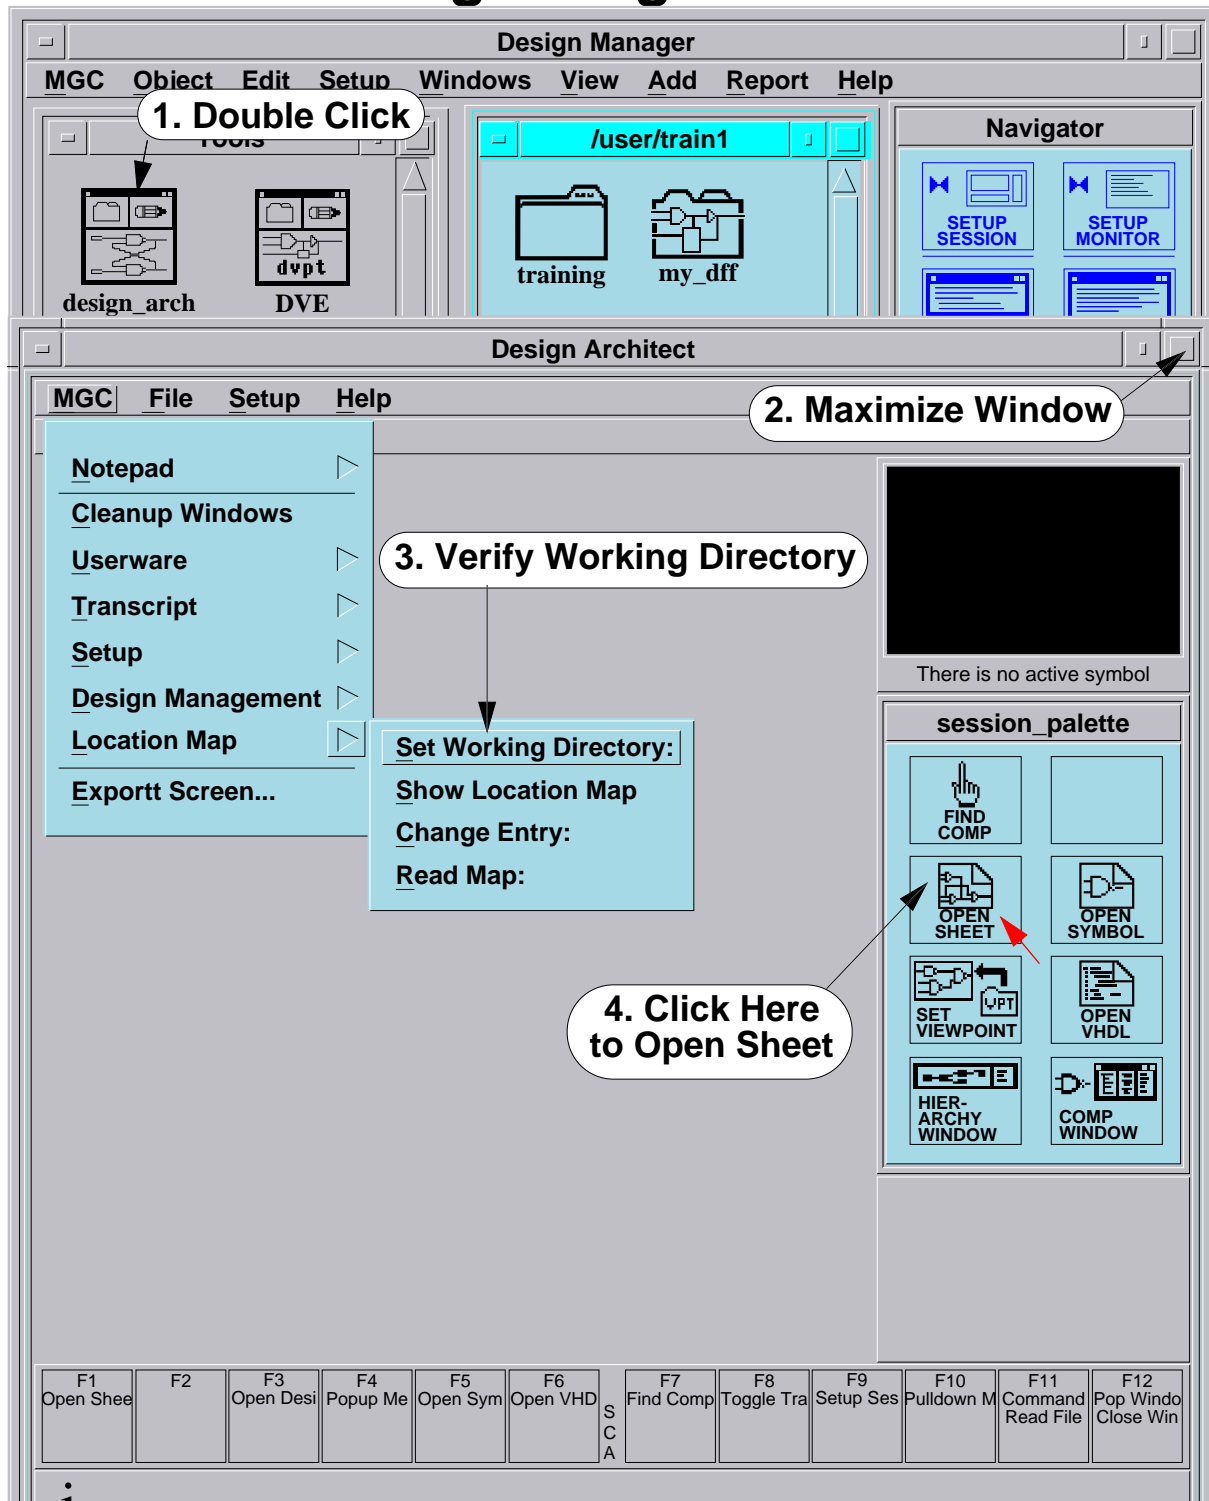 Design Manager
MGC Object Edit Setup Windows View Add Report Help
1. Double Click
Tools
/user/train1
Navigator
SETUP
SESSION
SETUP
MONITOR
dvpt
design_arch
DVE
training
my_dff
Design Architect
MGC File Setup Help
2. Maximize Window
Notepad
Cleanup Windows
Userware
Transcript
Setup
Design Management
Location Map
Exportt Screen...
3. Verify Working Directory
Set Working Directory:
Show Location Map
Change Entry:
Read Map:
There is no active symbol
session_palette
FIND
COMP
OPEN
SHEET
OPEN
SYMBOL
4. Click Here
to Open Sheet
VPT
SET
VIEWPOINT
OPEN
VHDL
HIER-
ARCHY
WINDOW
COMP
WINDOW
F1
Open Shee
F2
F3
Open Desi
F4
Popup Me
F5
Open Sym
F6
Open VHD
S
C
A
F7
Find Comp
F8
Toggle Tra
F9
Setup Ses
F10
Pulldown M
F11
Command
Read File
F12
Pop Windo
Close Win